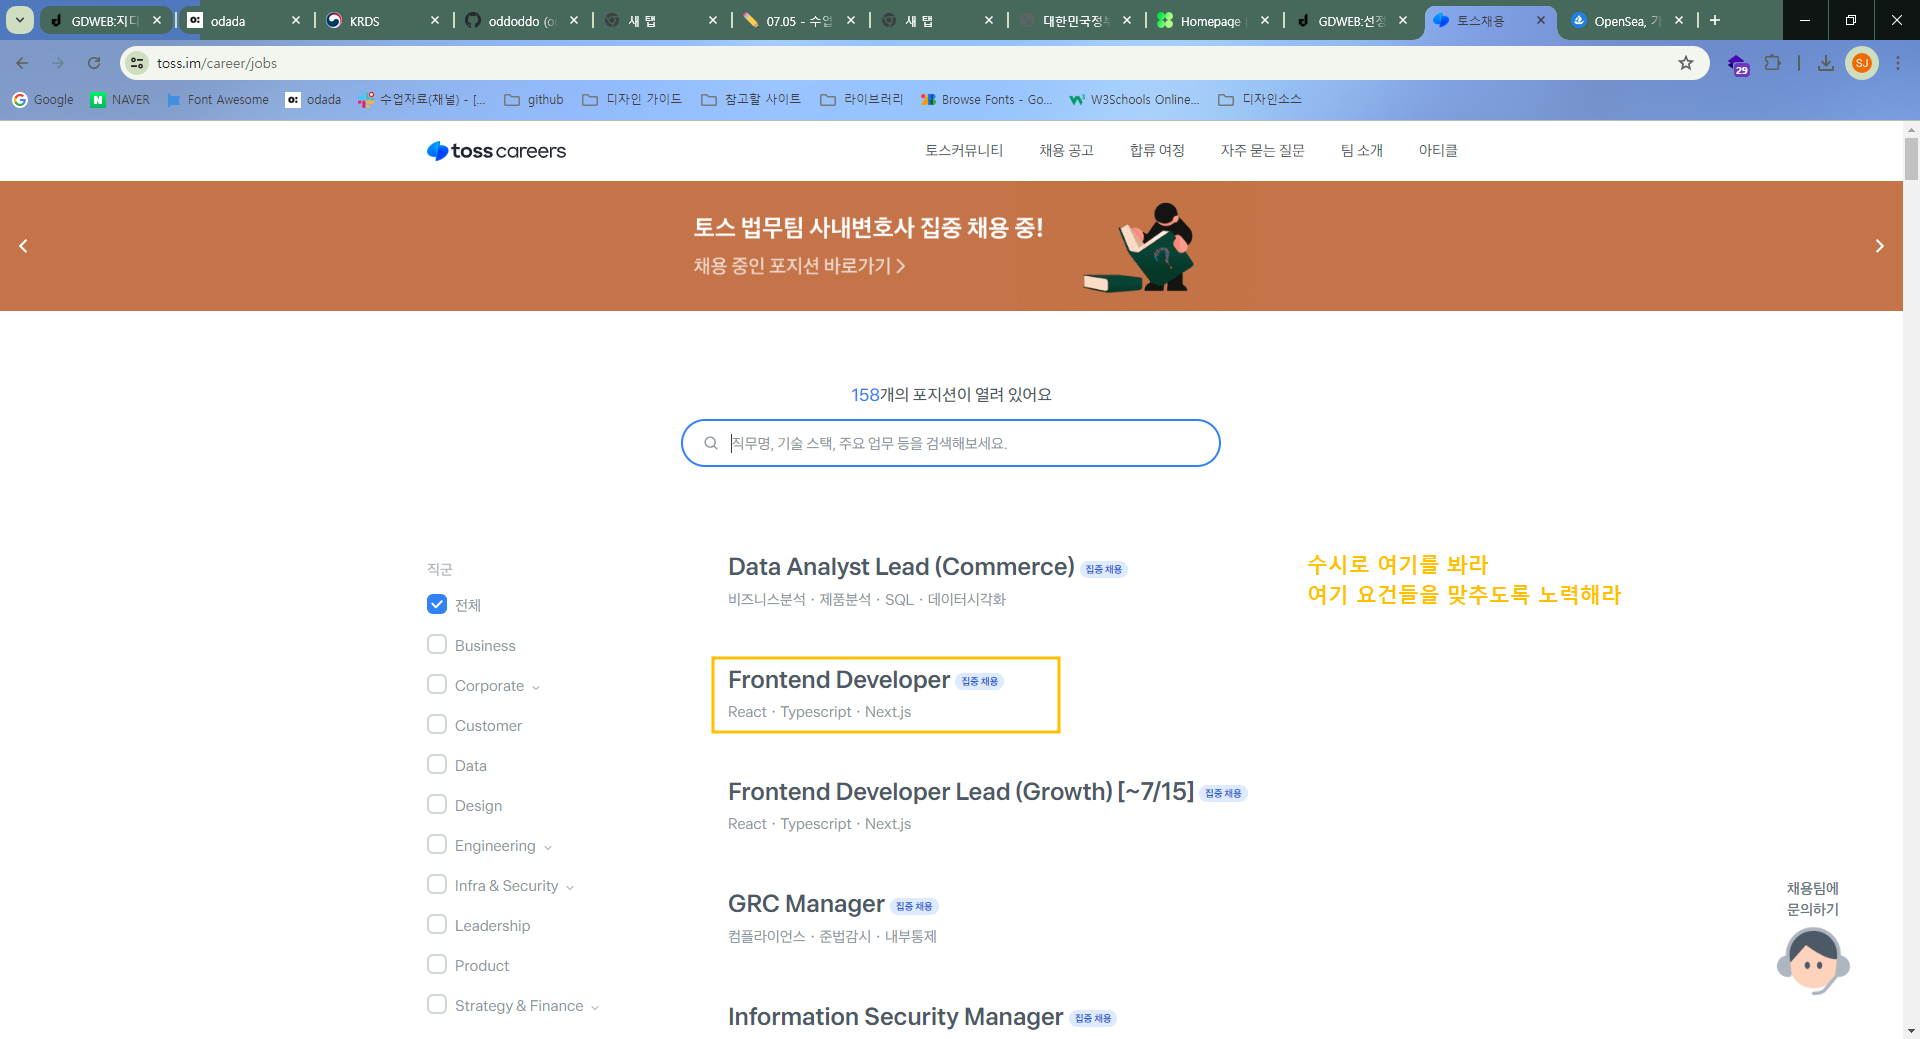 GDWEB:지디
odada
KRDS
oddoddo (o
새 탭
07.05 - 수업
새 탭
대한민국정부
Homepage
GDWEB:선정
토스채용
OpenSea, 기
toss.im/career/jobs
29
SJ
Google
NAVER
Font Awesome
odada
수업자료(채널) - [...
github
디자인 가이드
참고할 사이트
라이브러리
Browse Fonts - Go...
W3Schools Online...
디자인소스
toss careers
토스커뮤니티
채용 공고
합류 여정
자주 묻는 질문
팀 소개
아티클
토스 법무팀 사내변호사 집중 채용 중!
채용 중인 포지션 바로가기
158개의 포지션이 열려 있어요
직무명, 기술 스택, 주요 업무 등을 검색해보세요.
직군
전체
Business
Corporate
Customer
Data
Design
Engineering
Infra & Security
Leadership
Product
Strategy & Finance
Data Analyst Lead (Commerce) 집중 채용
비즈니스분석 · 제품분석 · SQL · 데이터시각화
Frontend Developer 집중 채용
React · Typescript · Next.js
Frontend Developer Lead (Growth) [~7/15] 집중 채용
React · Typescript · Next.js
GRC Manager 집중 채용
컴플라이언스 · 준법감시 · 내부통제
Information Security Manager 집중 채용
수시로 여기를 봐라
여기 요건들을 맞추도록 노력해라
채용팀에
문의하기